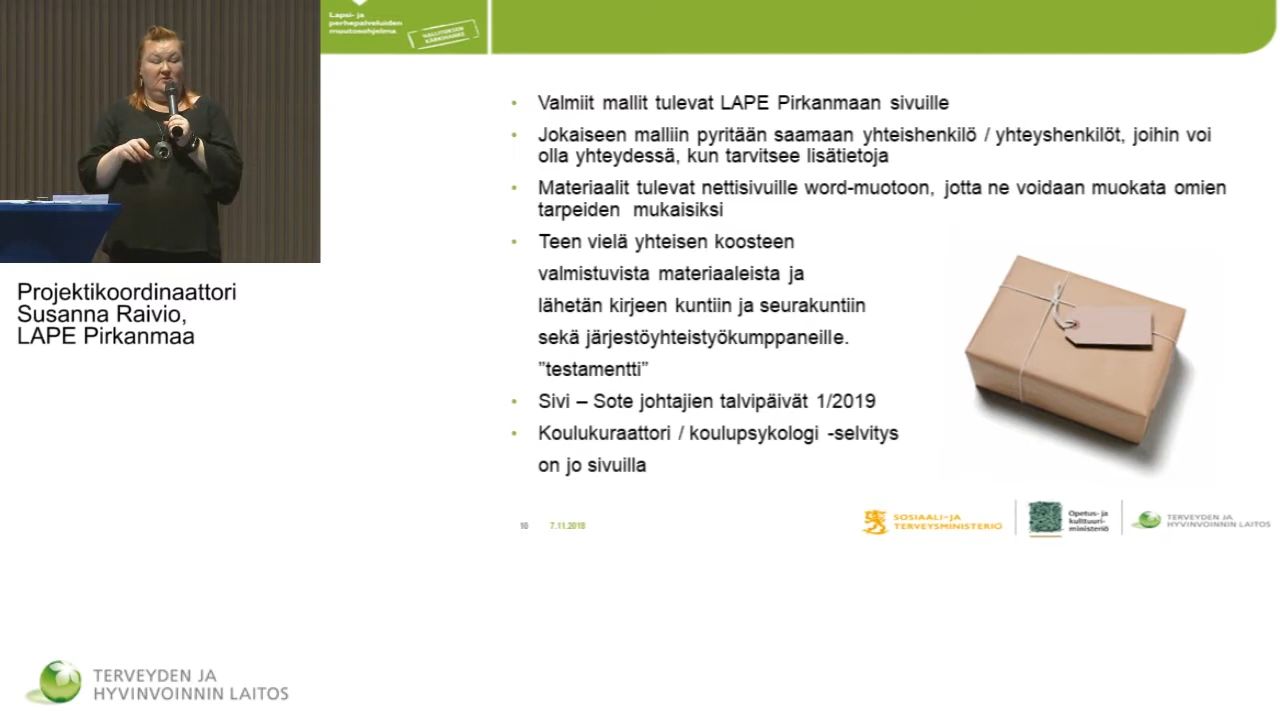 Lapsi- ja
perhepalveluiden
muutosohjelma
HALLITUKSEN
KÄRKIHANKE
Valmiit mallit tulevat LAPE Pirkanmaan sivuille
Jokaiseen malliin pyritään saamaan yhteishenkilö / yhteyshenkilöt, joihin voi
olla yhteydessä, kun tarvitsee lisätietoja
Materiaalit tulevat nettisivuille word-muotoon, jotta ne voidaan muokata omien
tarpeiden mukaisiksi
Teen vielä yhteisen koosteen
valmistuvista materiaaleista ja
lähetän kirjeen kuntiin ja seurakuntiin
sekä järjestöyhteistyökumppaneille.
”testamentti”
Sivi – Sote johtajien talvipäivät 1/2019
Koulukuraattori / koulupsykologi -selvitys
on jo sivuilla
10 7.11.2018
SOSIAALI- JA
TERVEYSMINISTERIÖ
Opetus- ja
kulttuuri-
ministeriö
TERVEYDEN JA
HYVINVOINNIN LAITOS
Projektikoordinaattori
Susanna Raivio,
LAPE Pirkanmaa
TERVEYDEN JA
HYVINVOINNIN LAITOS